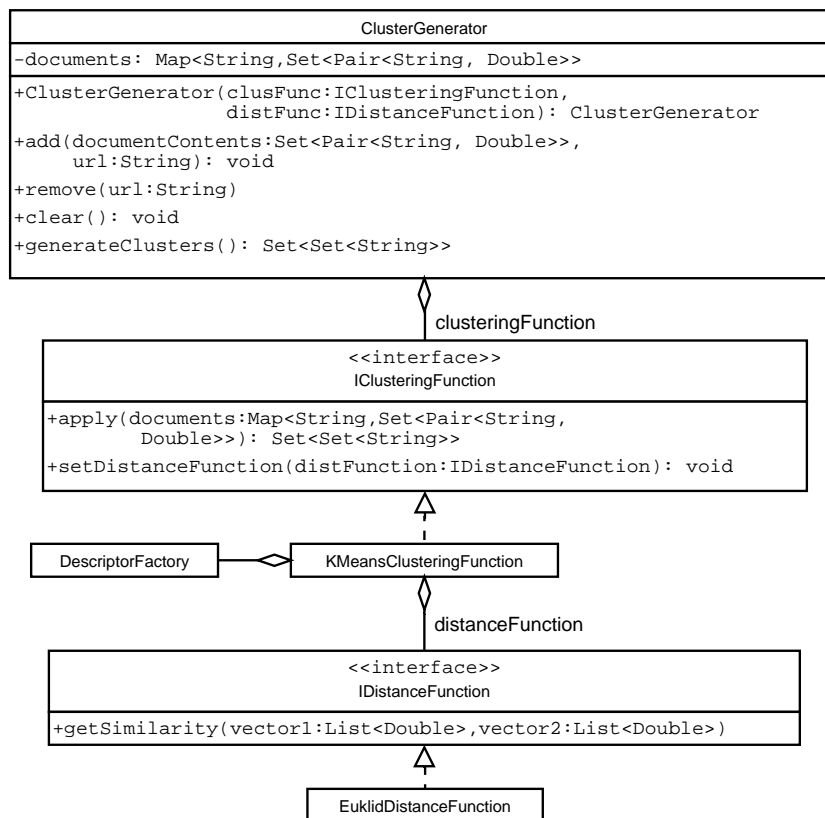 ClusterGenerator
-documents: Map<String,Set<Pair<String, Double>>
+ClusterGenerator(clusFunc:IClusteringFunction,
distFunc:IDistanceFunction): ClusterGenerator
+add(documentContents:Set<Pair<String, Double>>,
url:String): void
+remove(url:String)
+clear(): void
+generateClusters(): Set<Set<String>>
clusteringFunction
<<interface>>
IClusteringFunction
+apply(documents:Map<String,Set<Pair<String,
Double>>): Set<Set<String>>
+setDistanceFunction(distFunction:IDistanceFunction): void
DescriptorFactory
KMeansClusteringFunction
distanceFunction
<<interface>>
IDistanceFunction
+getSimilarity(vector1:List<Double>,vector2:List<Double>)
EuklidDistanceFunction